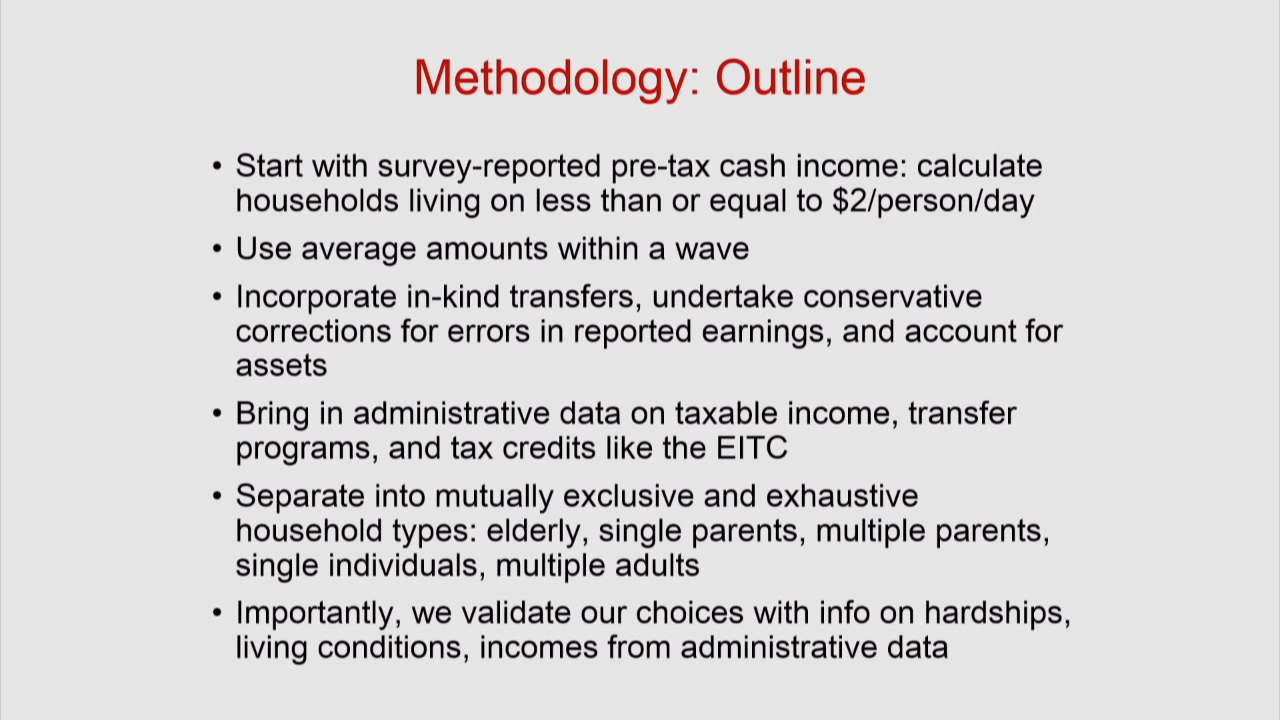 Methodology: Outline
• Start with survey-reported pre-tax cash income: calculate
households living on less than or equal to $2/person/day
• Use average amounts within a wave
• Incorporate in-kind transfers, undertake conservative
corrections for errors in reported earnings, and account for
assets
• Bring in administrative data on taxable income, transfer
programs, and tax credits like the EITC
• Separate into mutually exclusive and exhaustive
household types: elderly, single parents, multiple parents,
single individuals, multiple adults
• Importantly, we validate our choices with info on hardships,
living conditions, incomes from administrative data